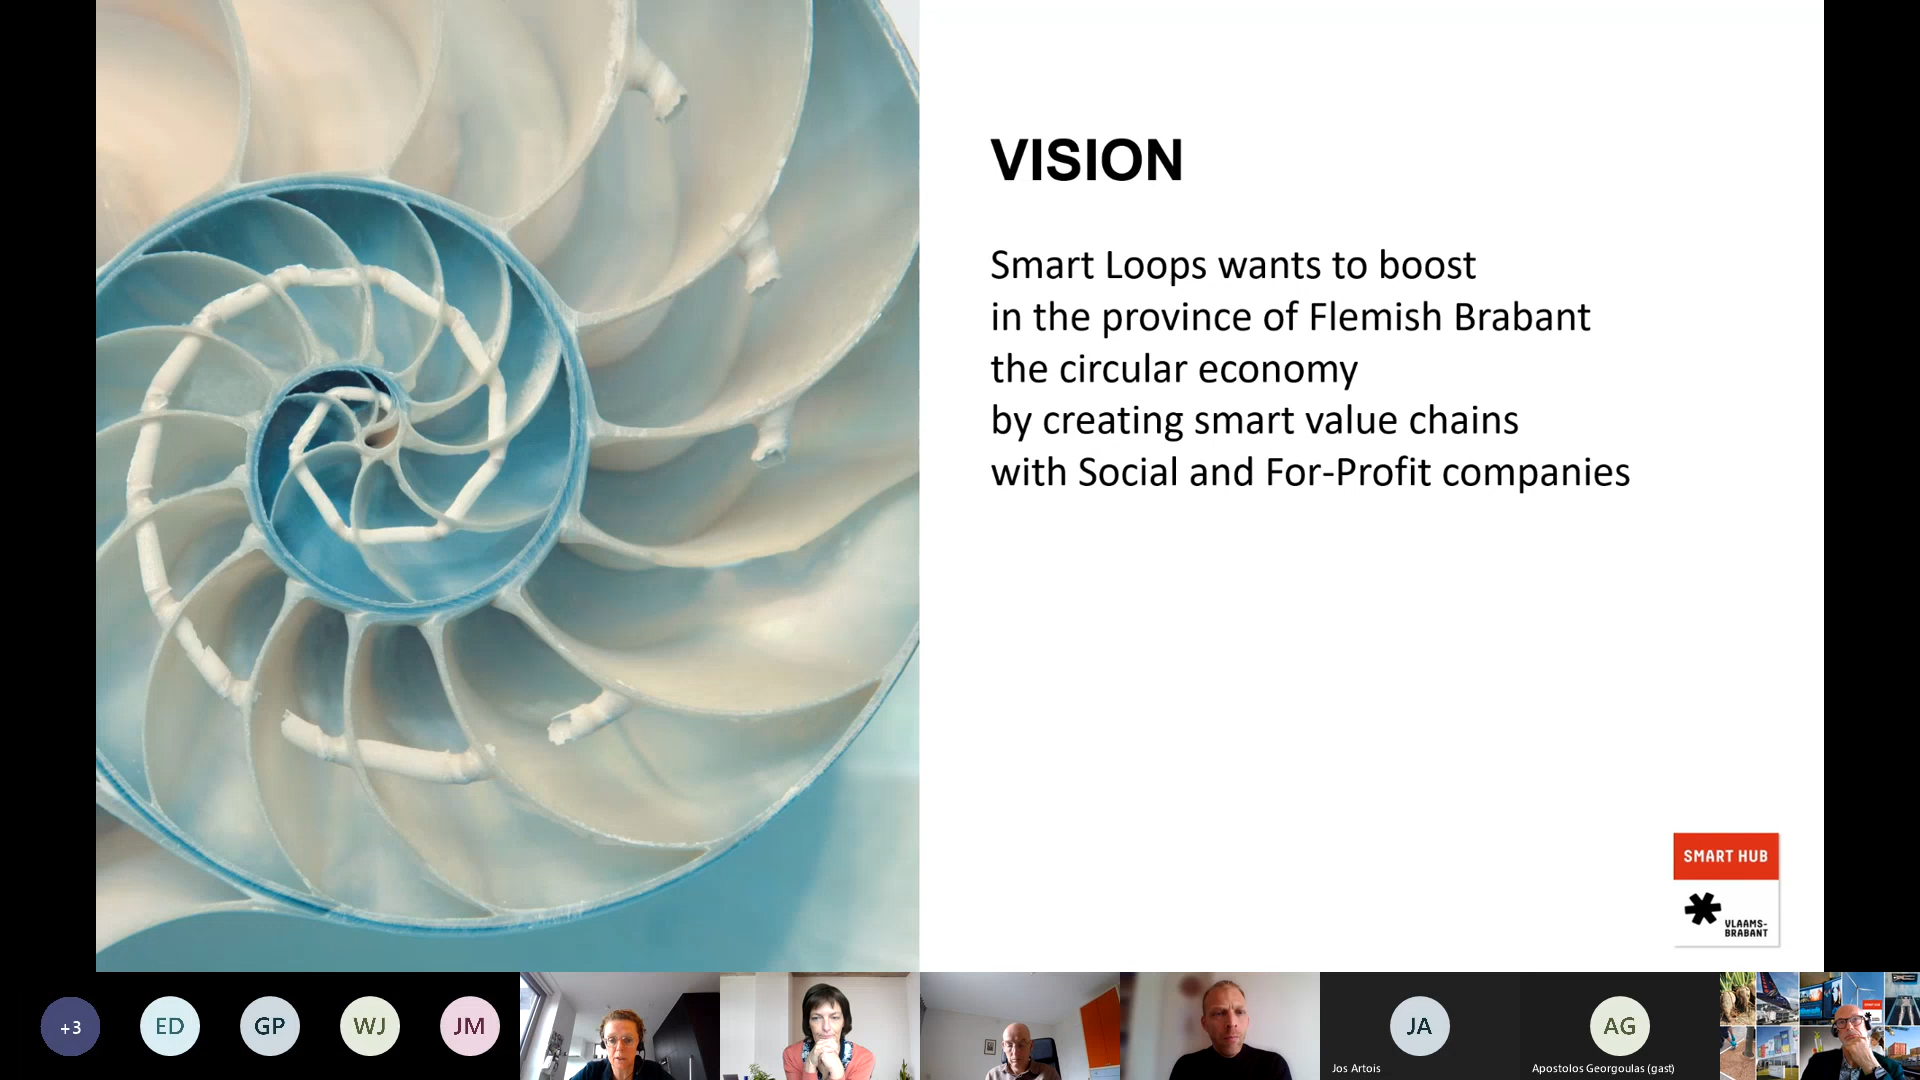 VISION
Smart Loops wants to boost
in the province of Flemish Brabant
the circular economy
by creating smart value chains
with Social and For-Profit companies
SMART HUB
VLAAMS-
BRABANT
+3
ED
GP
WJ
JM
JA
Jos Artois
AG
Apostolos Georgoulas (gast)